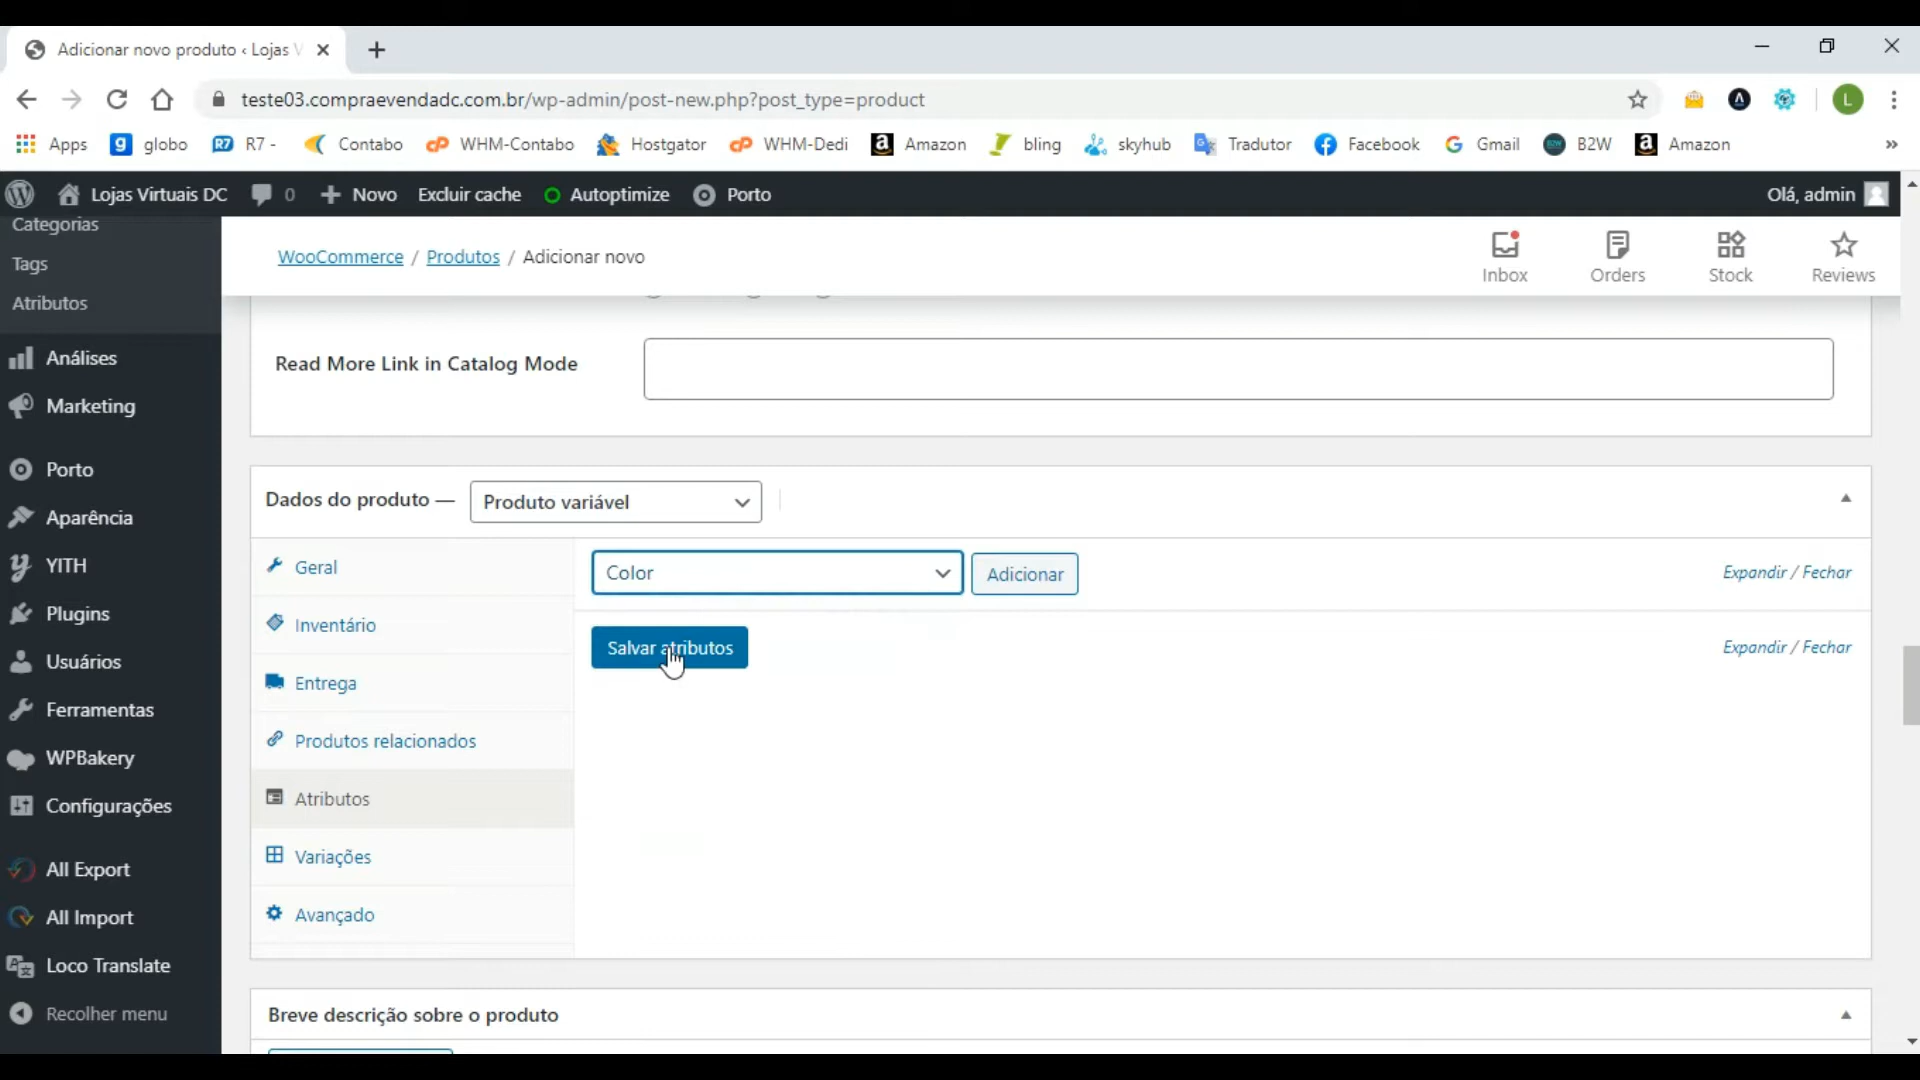 Adicionar novo produto ‹ Lojas V
teste03.compraevendadc.com.br/wp-admin/post-new.php?post_type=product
L
Apps globo R7 - Contabo WHM-Contabo Hostgator WHM-Dedi Amazon bling skyhub Tradutor Facebook Gmail B2W Amazon »
Lojas Virtuais DC 0 Novo Excluir cache Autoptimize Porto Olá, admin
Categorias
Tags
Atributos
Análises
Marketing
Porto
Aparência
YITH
Plugins
Usuários
Ferramentas
WPBakery
Configurações
All Export
All Import
Loco Translate
Recolher menu
WooCommerce / Produtos / Adicionar novo
Inbox
Orders
Stock
Reviews
Read More Link in Catalog Mode
Dados do produto — Produto variável
Geral
Inventário
Entrega
Produtos relacionados
Atributos
Variações
Avançado
Color Adicionar Expandir / Fechar
Salvar atributos Expandir / Fechar
Breve descrição sobre o produto